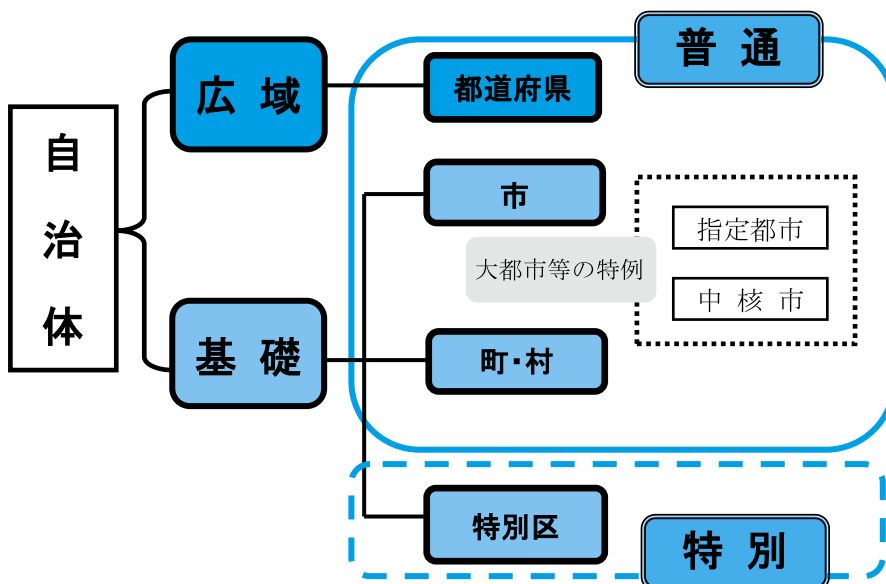 普 通
広 域
都道府県
自治体
市
指定都市
大都市等の特例
中 核 市
基 礎
町・村
特別区
特 別